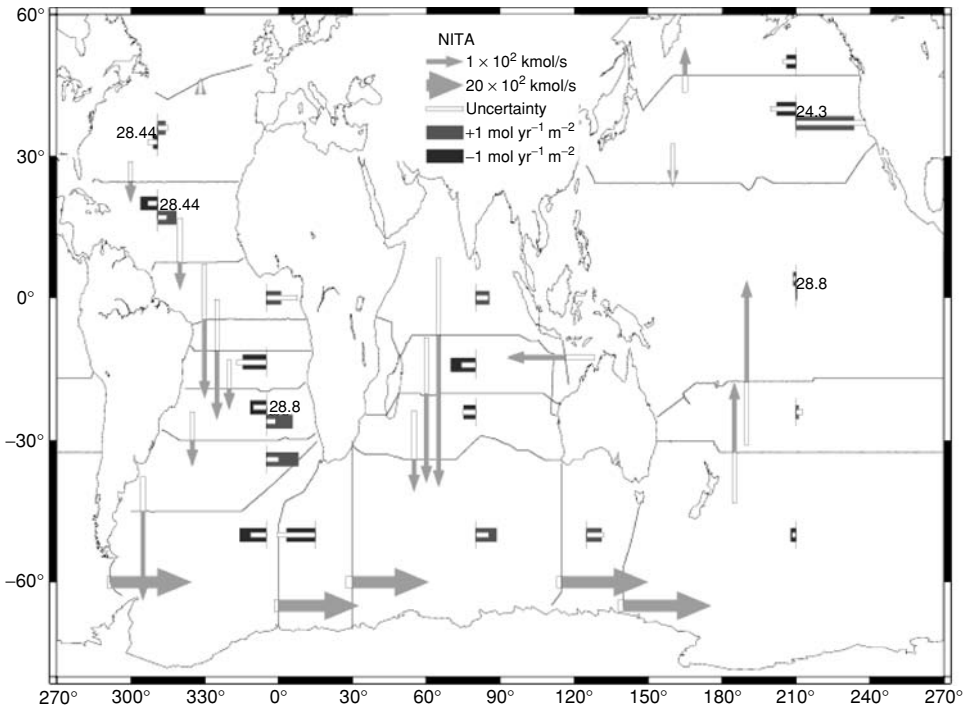 60°
NITA
1 × 10² kmol/s
20 × 10² kmol/s
Uncertainty
+1 mol yr⁻¹ m⁻²
−1 mol yr⁻¹ m⁻²
28.44
24.3
30°
28.44
0°
28.8
28.8
−30°
−60°
270° 300° 330° 0° 30° 60° 90° 120° 150° 180° 210° 240° 270°